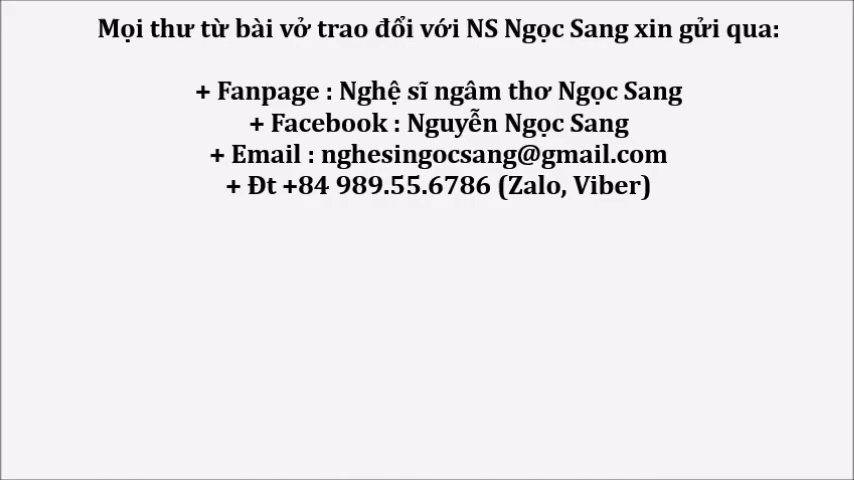 Mọi thư từ bài vở trao đổi với NS Ngọc Sang xin gửi qua:
+ Fanpage : Nghệ sĩ ngâm thơ Ngọc Sang
+ Facebook : Nguyễn Ngọc Sang
+ Email : nghesingocsang@gmail.com
+ Đt +84 989.55.6786 (Zalo, Viber)